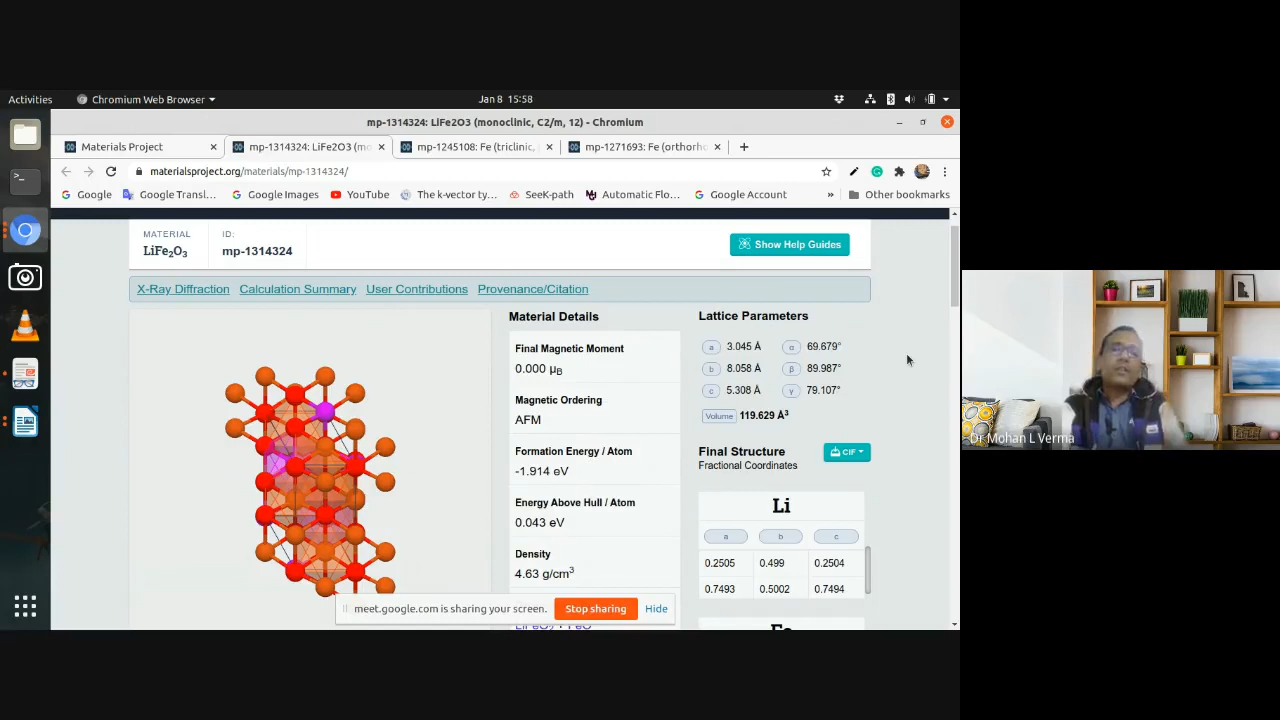 Activities
Chromium Web Browser
Jan 8 15:58
mp-1314324: LiFe2O3 (monoclinic, C2/m, 12) - Chromium
Materials Project
mp-1314324: LiFe2O3 (mo
mp-1245108: Fe (triclinic,
mp-1271693: Fe (orthorh
materialsproject.org/materials/mp-1314324/
Google
Google Transl…
Google Images
YouTube
The k-vector ty…
SeeK-path
Automatic Flo…
Google Account
»
Other bookmarks
MATERIAL
LiFe₂O₃
ID:
mp-1314324
Show Help Guides
X-Ray Diffraction
Calculation Summary
User Contributions
Provenance/Citation
Material Details
Final Magnetic Moment
0.000 μB
Magnetic Ordering
AFM
Formation Energy / Atom
-1.914 eV
Energy Above Hull / Atom
0.043 eV
Density
4.63 g/cm³
Lattice Parameters
a 3.045 Å α 69.679°
b 8.058 Å β 89.987°
c 5.308 Å γ 79.107°
Volume 119.629 Å³
Final Structure
CIF
Fractional Coordinates
Li
a b c
0.2505 0.499 0.2504
0.7493 0.5002 0.7494
meet.google.com is sharing your screen.
Stop sharing
Hide
Dr Mohan L Verma